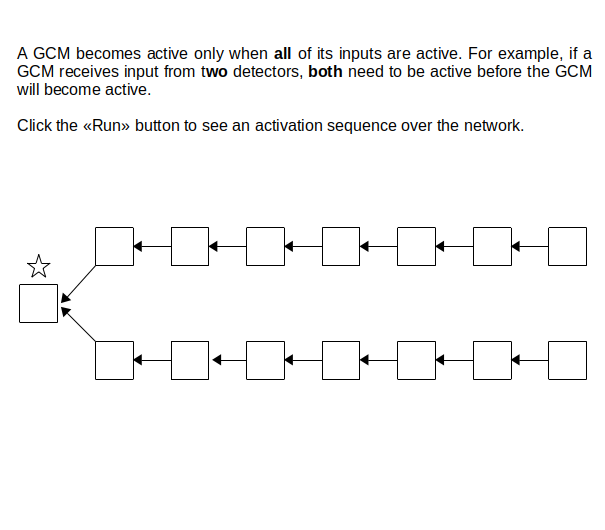 A GCM becomes active only when all of its inputs are active. For example, if a
GCM receives input from two detectors, both need to be active before the GCM
will become active.
Click the «Run» button to see an activation sequence over the network.